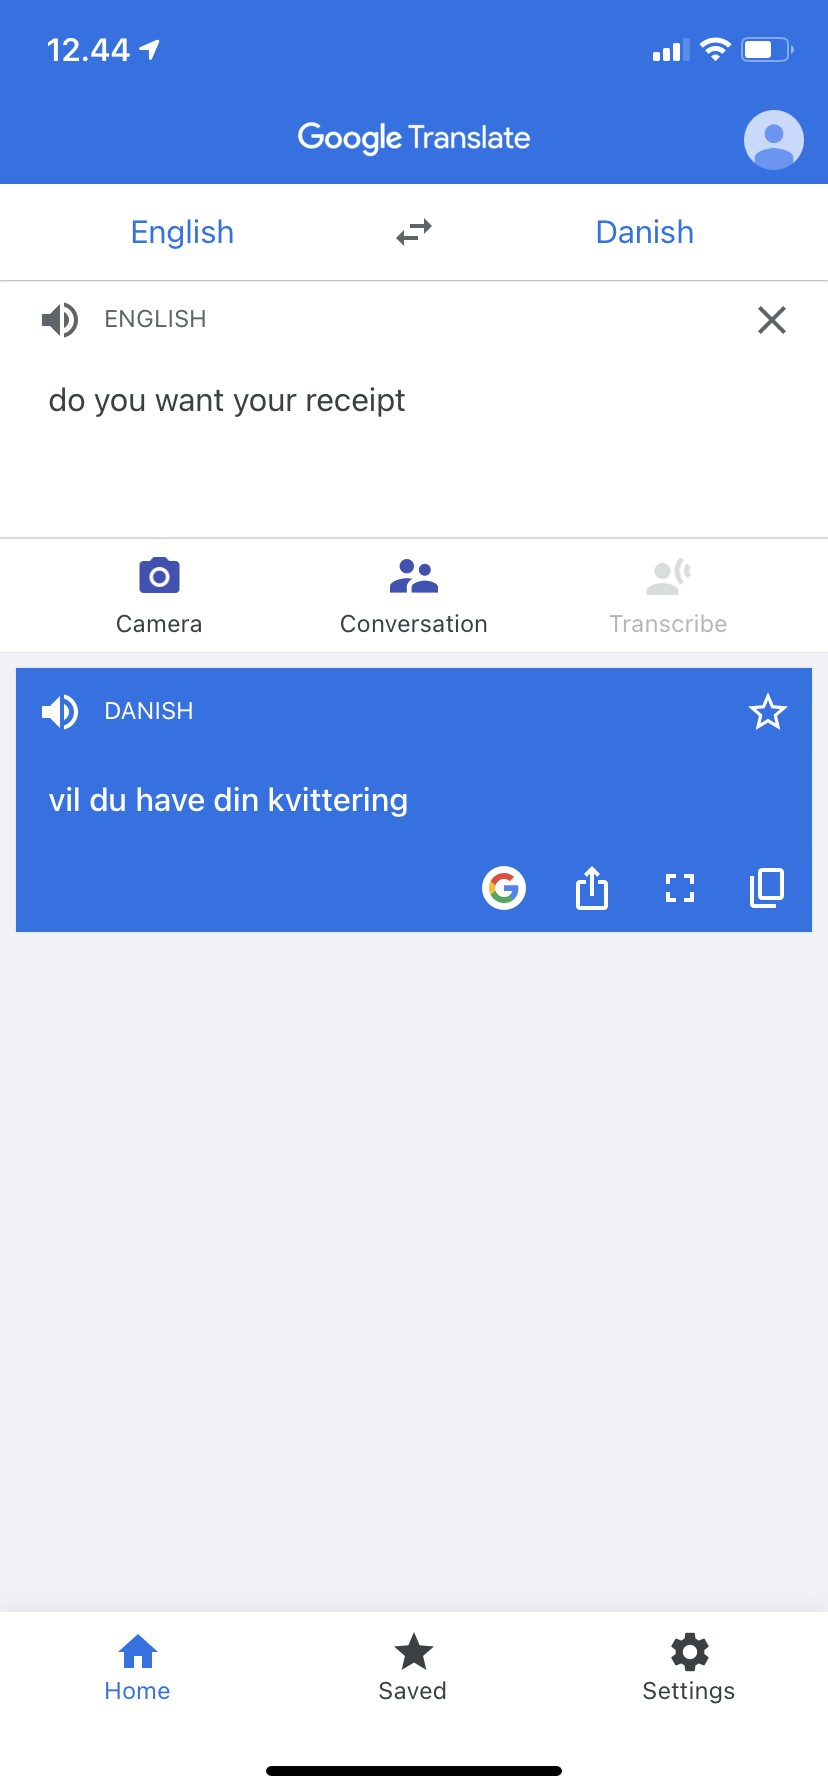 12.44
Google Translate
English
Danish
ENGLISH
do you want your receipt
Camera
Conversation
Transcribe
DANISH
vil du have din kvittering
Home
Saved
Settings